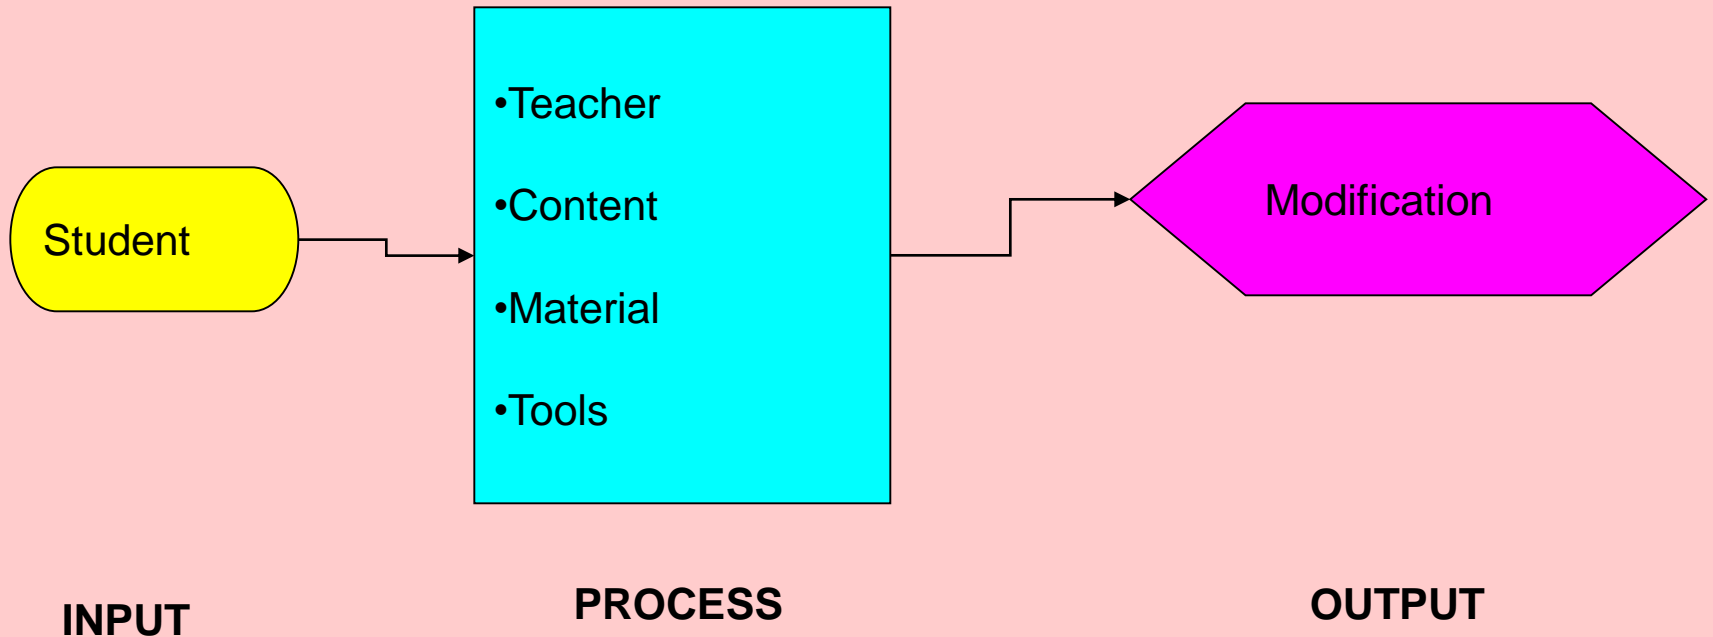 Student
•Teacher
•Content
•Material
•Tools
Modification
INPUT
PROCESS
OUTPUT